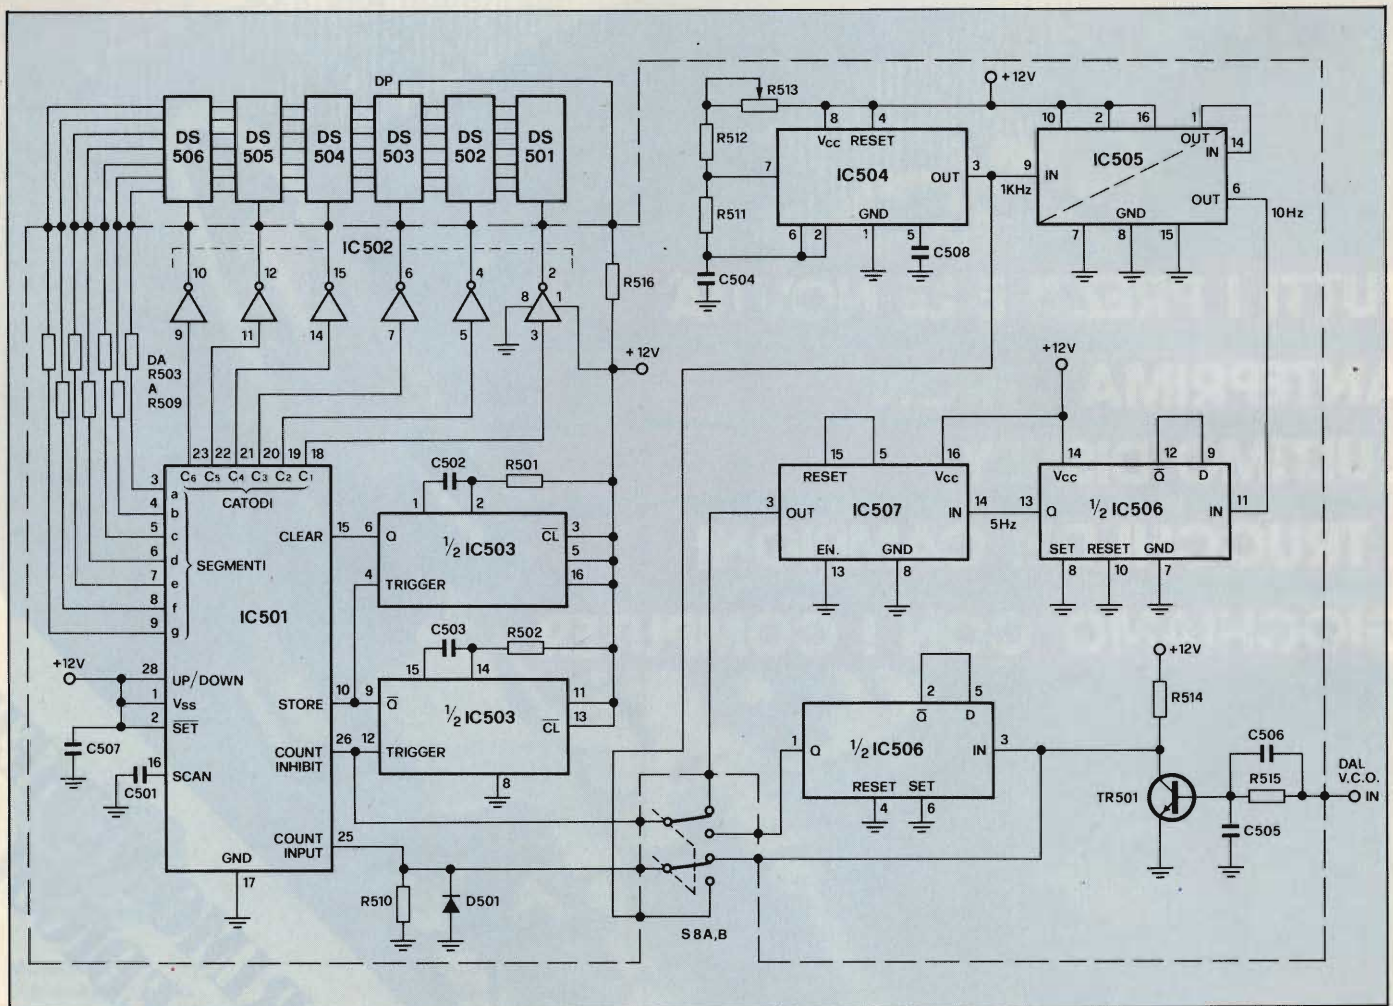 DP
DS 506
DS 505
DS 504
DS 503
DS 502
DS 501
IC502
10
12
15
6
4
2
8
1
9
11
14
7
5
3
R516
+12V
DA R503 A R509
23 22 21 20 19 18
C6 C5 C4 C3 C2 C1
CATODI
3 a
4 b
5 c
6 d
7 e
8 f
9 g
SEGMENTI
IC501
CLEAR 15
+12V
28 UP/DOWN
1 Vss
2 SET
C507
16 SCAN
C501
STORE 10
COUNT INHIBIT 26
COUNT INPUT 25
GND
17
C502
R501
1
2
6 Q
½ IC503
CL 3
5
16
4 TRIGGER
C503
R502
15
14
9 Q
½ IC503
11
CL 13
12 TRIGGER
8
R510
D501
S8A,B
R513
+12V
R512
R511
C504
8
4
Vcc RESET
7
IC504
OUT 3
GND
6
2
1
5
C508
1KHz
10
2
16
1
OUT
IN 14
IC505
9 IN
OUT 6
GND
7
8
15
10Hz
+12V
15
5
16
RESET
Vcc
3 OUT
IC507
IN 14
EN.
GND
13
8
5Hz
14
12
9
Vcc
Q
D
13 Q
½ IC506
IN 11
SET RESET GND
8
10
7
2
5
Q
D
1 Q
½ IC506
IN 3
RESET SET
4
6
+12V
R514
TR501
C506
R515
C505
DAL V.C.O.
IN